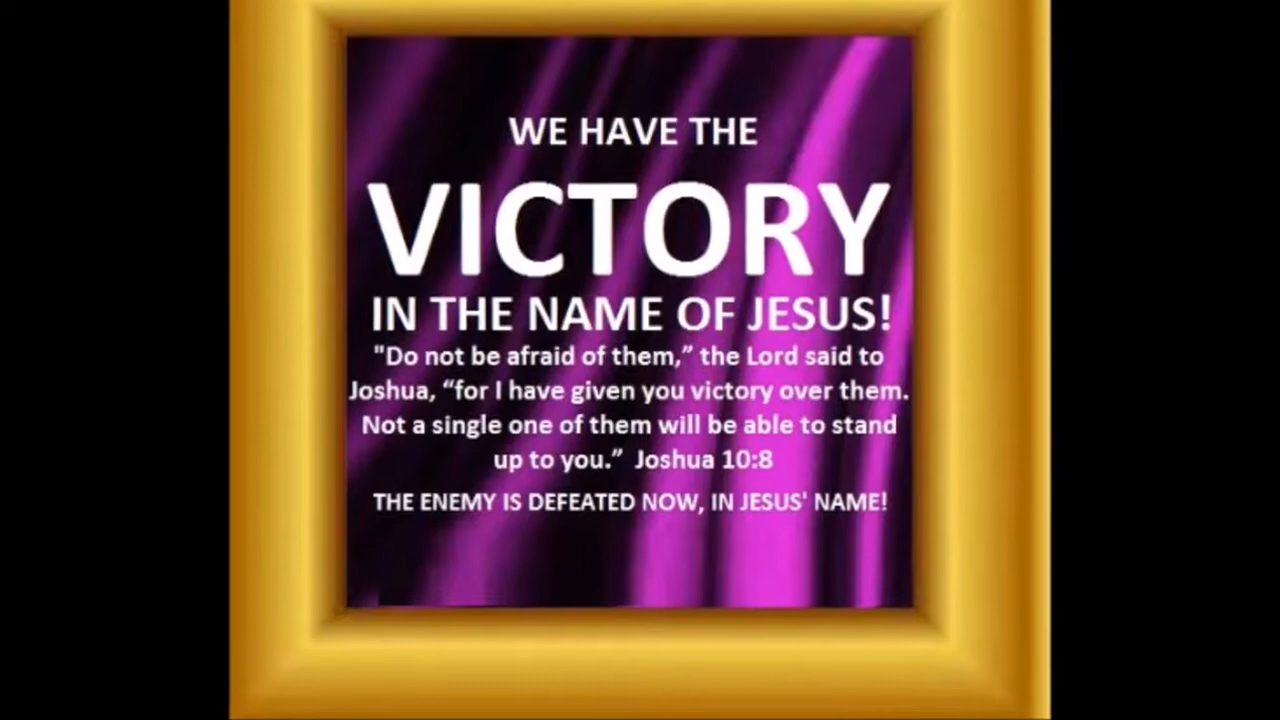 WE HAVE THE
VICTORY
IN THE NAME OF JESUS!
"Do not be afraid of them,” the Lord said to
Joshua, “for I have given you victory over them.
Not a single one of them will be able to stand
up to you.”  Joshua 10:8
THE ENEMY IS DEFEATED NOW, IN JESUS' NAME!